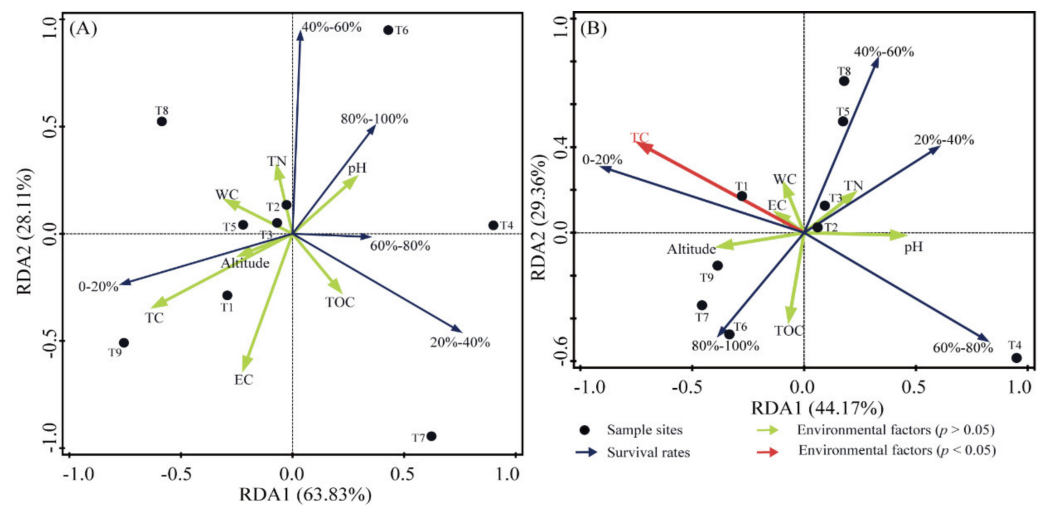 (A)
1.0
0.5
0.0
-0.5
-1.0
RDA2 (28.11%)
40%-60%
T6
T8
80%-100%
TN
pH
WC
T2
T5
T3
T4
60%-80%
Altitude
0-20%
TC
T1
TOC
20%-40%
T9
EC
T7
-1.0
-0.5
0.0
0.5
1.0
RDA1 (63.83%)
(B)
1.0
0.4
0.0
-0.6
RDA2 (29.36%)
40%-60%
T8
T5
TC
20%-40%
0-20%
T1
WC
TN
T3
EC
T2
Altitude
pH
T9
T7
T6
TOC
80%-100%
60%-80%
T4
-1.0
-0.5
0.0
0.5
1.0
RDA1 (44.17%)
Sample sites
Environmental factors (p > 0.05)
Survival rates
Environmental factors (p < 0.05)